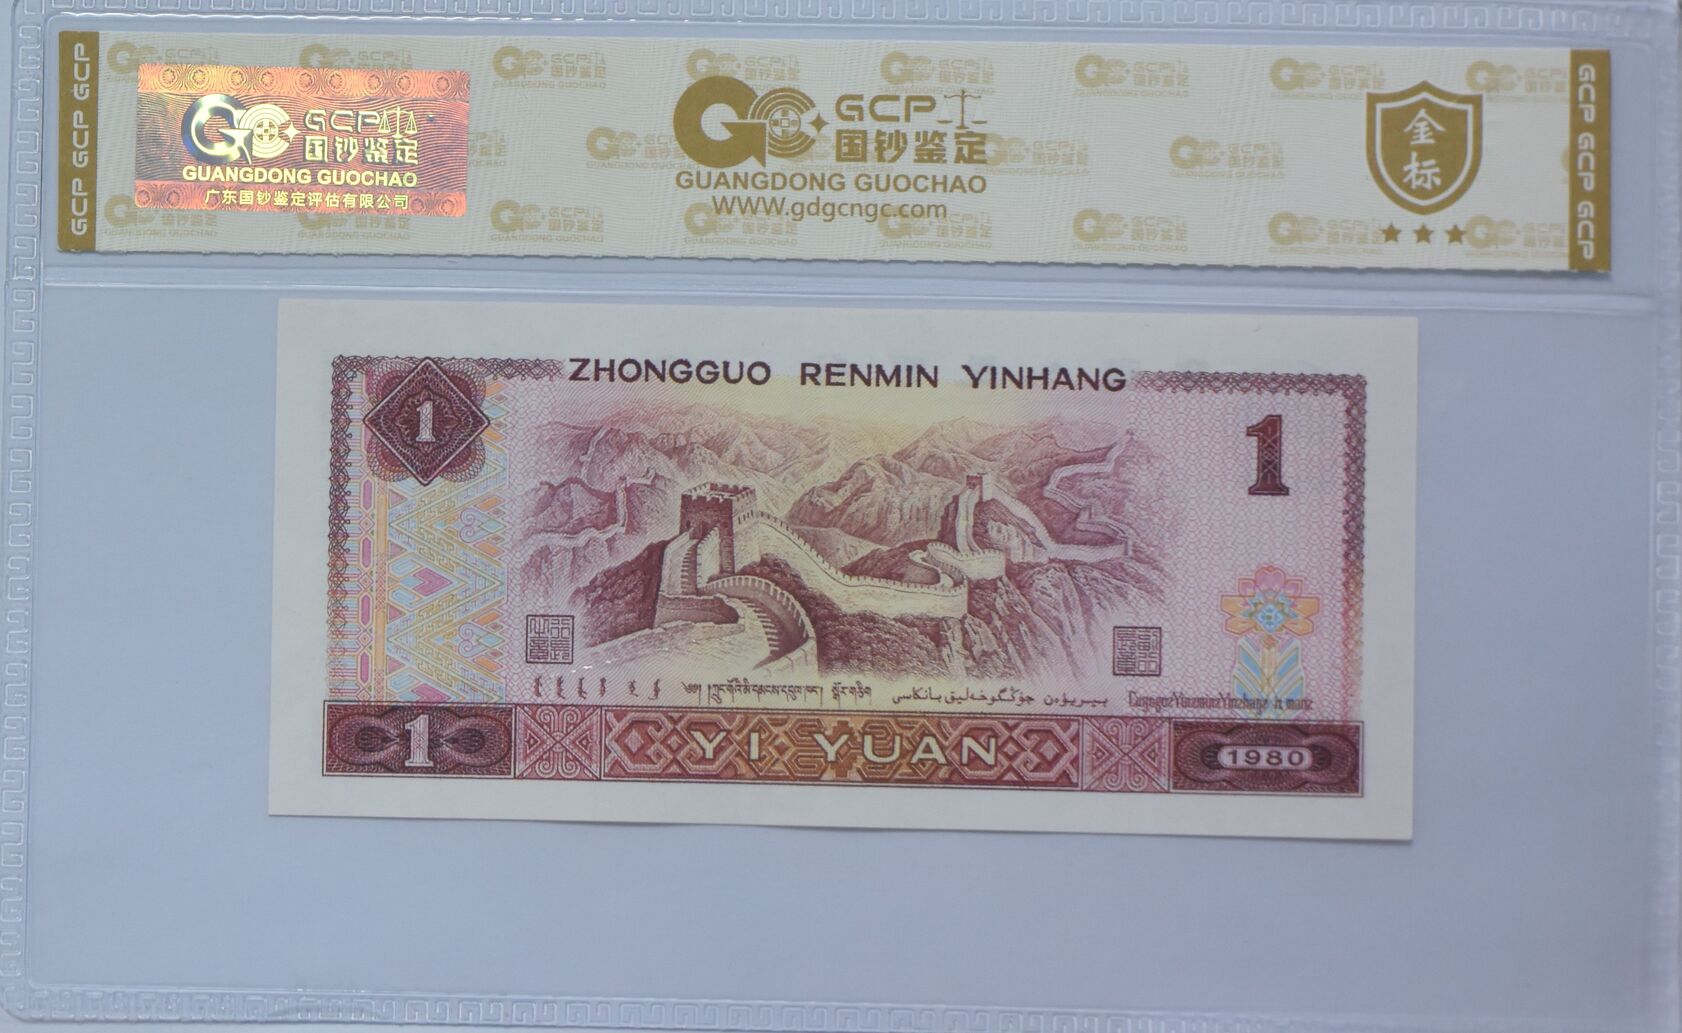 GCP GCP GCP
GCP
国钞鉴定
GUANGDONG GUOCHAO
广东国钞鉴定评估有限公司
GCP
国钞鉴定
GUANGDONG GUOCHAO
WWW.gdgcngc.com
金
标
GCP GCP GCP
ZHONGGUO RENMIN YINHANG
1
1
1
YI YUAN
1980